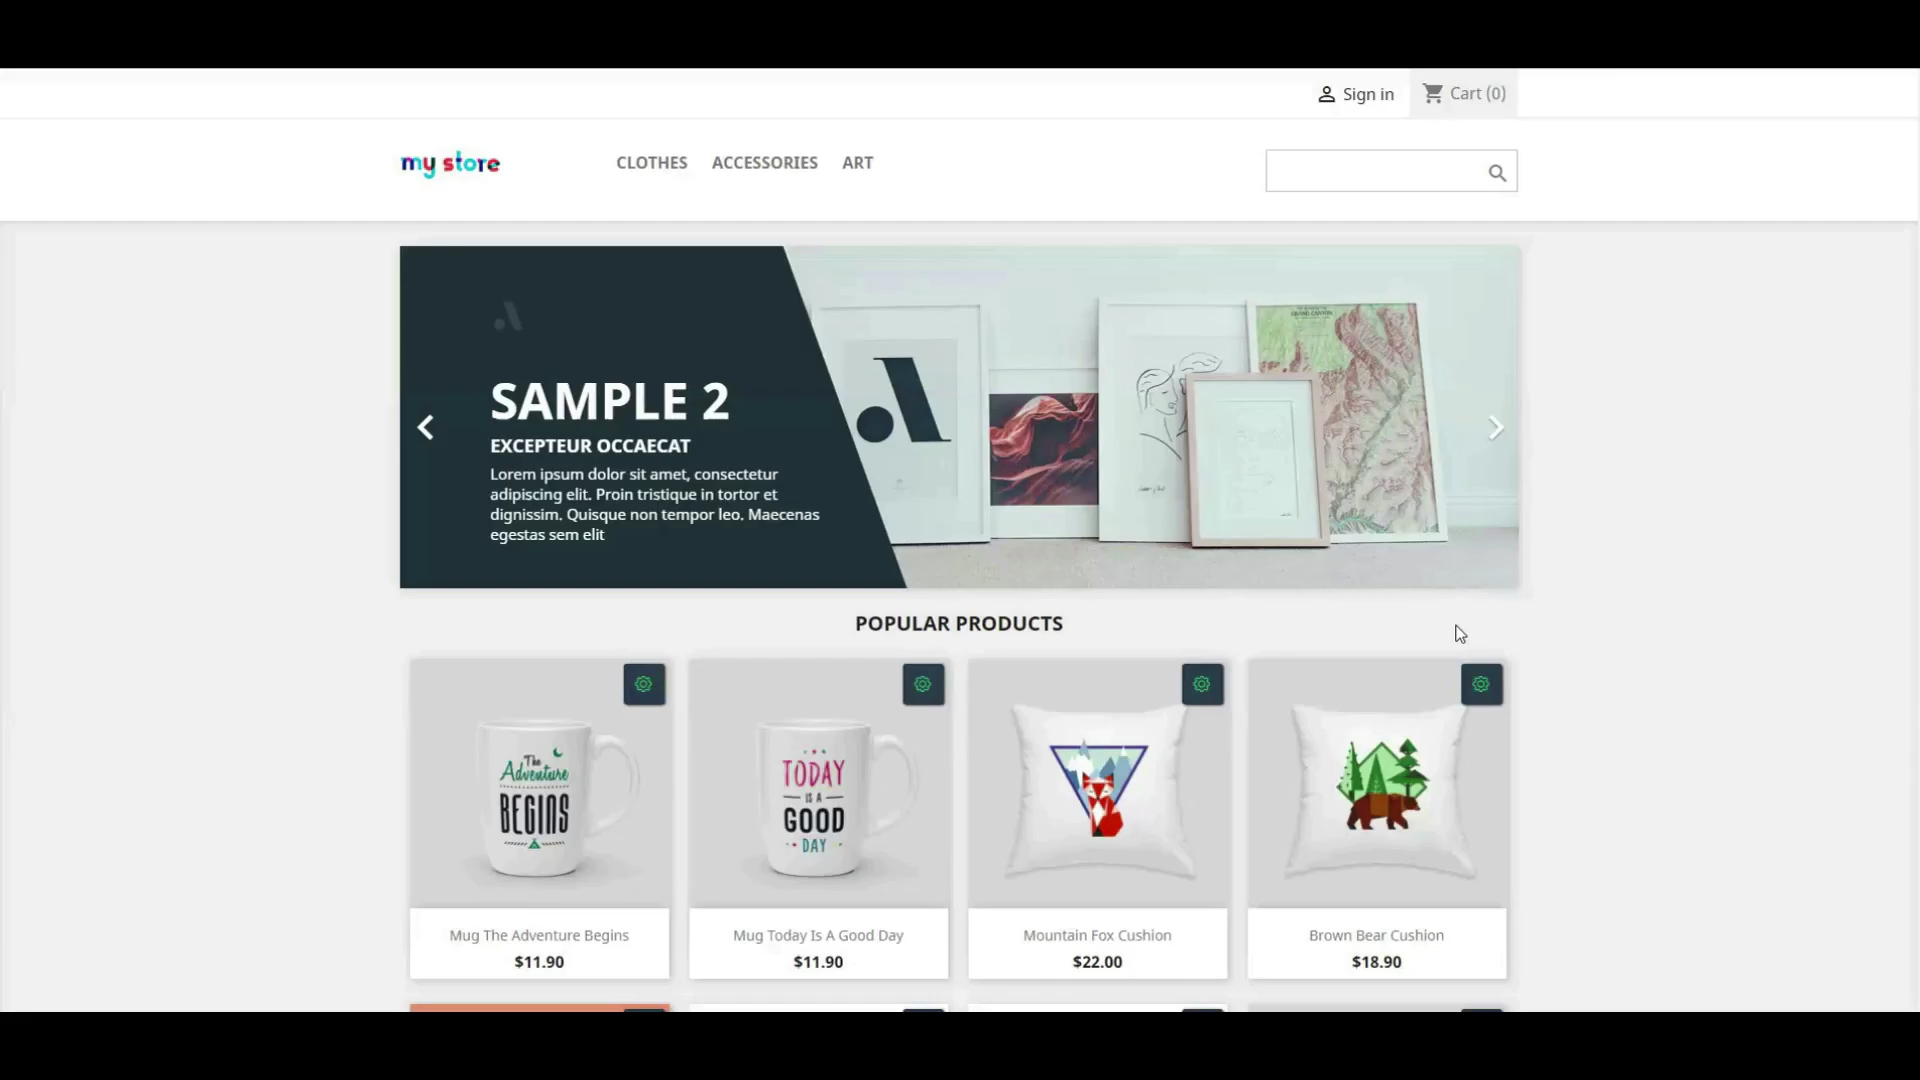 Sign in
Cart (0)
my store
CLOTHES
ACCESSORIES
ART
SAMPLE 2
EXCEPTEUR OCCAECAT
Lorem ipsum dolor sit amet, consectetur
adipiscing elit. Proin tristique in tortor et
dignissim. Quisque non tempor leo. Maecenas
egestas sem elit
GRAND CANYON
POPULAR PRODUCTS
The
Adventure
BEGINS
TODAY
IS A
GOOD
DAY
Mug The Adventure Begins
$11.90
Mug Today Is A Good Day
$11.90
Mountain Fox Cushion
$22.00
Brown Bear Cushion
$18.90